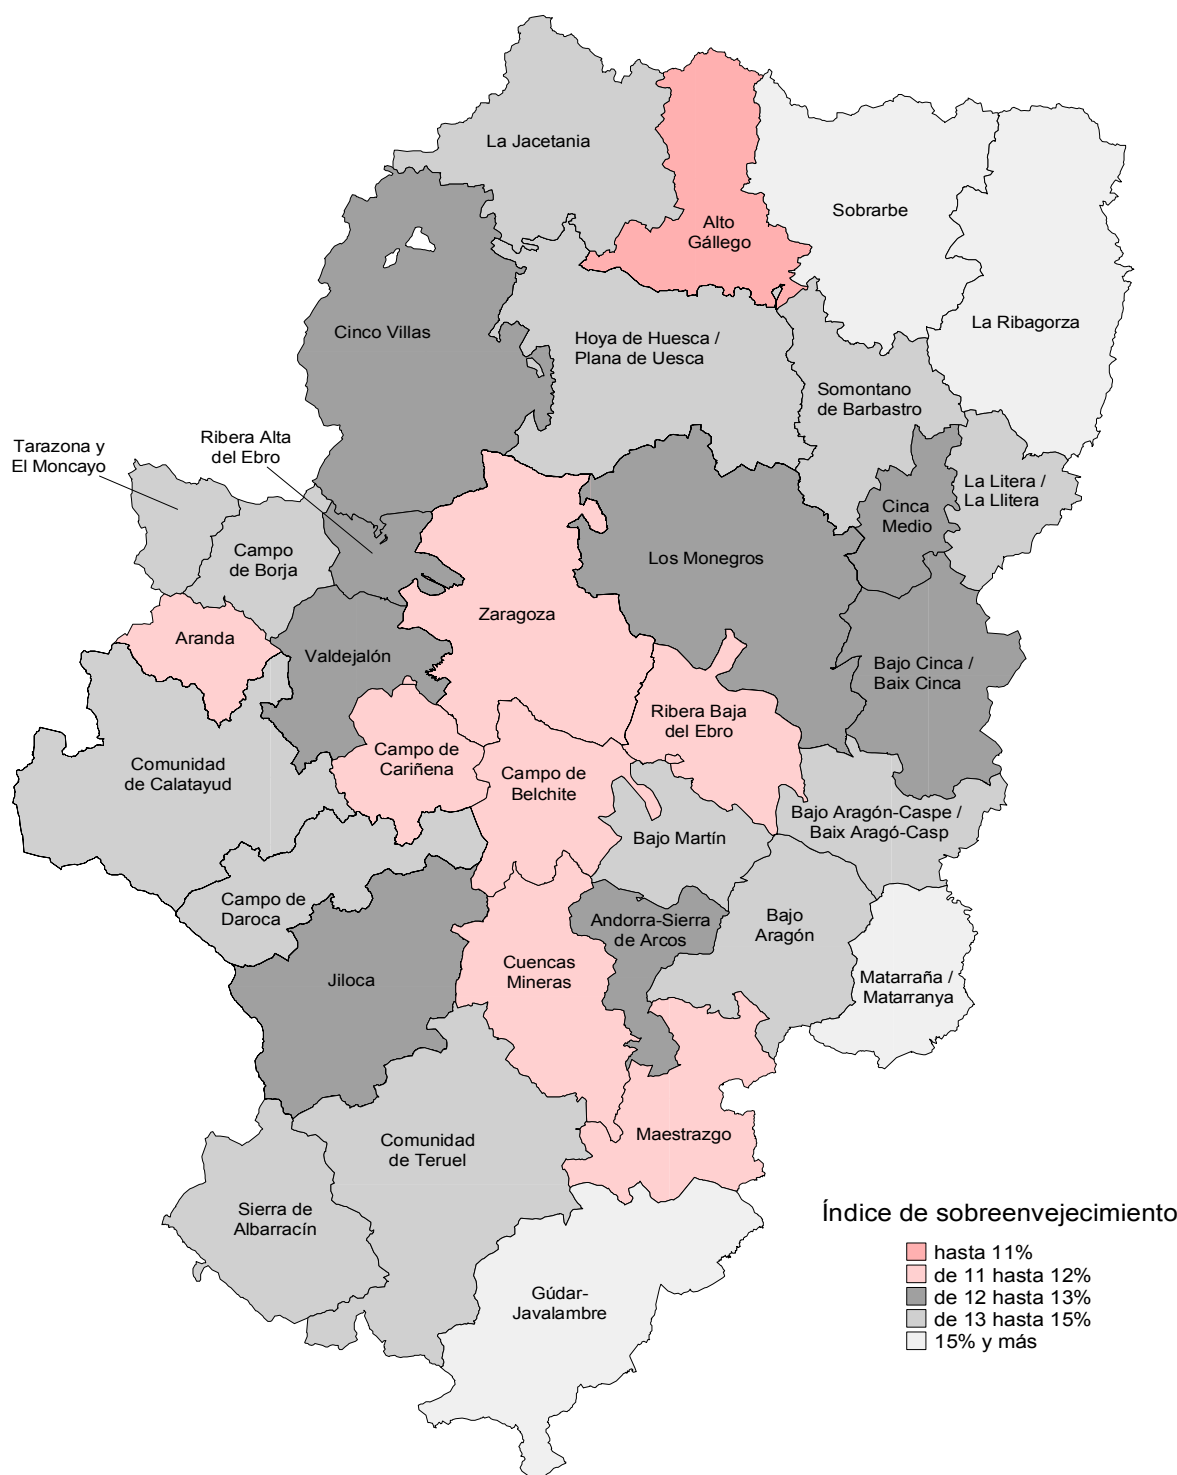 La Jacetania
Alto
Gállego
Sobrarbe
La Ribagorza
Cinco Villas
Hoya de Huesca /
Plana de Uesca
Somontano
de Barbastro
Tarazona y
El Moncayo
Ribera Alta
del Ebro
La Litera /
La Llitera
Cinca
Medio
Campo
de Borja
Los Monegros
Zaragoza
Aranda
Valdejalón
Bajo Cinca /
Baix Cinca
Ribera Baja
del Ebro
Campo de
Cariñena
Comunidad
de Calatayud
Campo de
Belchite
Bajo Aragón-Caspe /
Baix Aragó-Casp
Bajo Martín
Campo de
Daroca
Andorra-Sierra
de Arcos
Bajo
Aragón
Jiloca
Cuencas
Mineras
Matarraña /
Matarranya
Maestrazgo
Comunidad
de Teruel
Sierra de
Albarracín
Gúdar-
Javalambre
Índice de sobreenvejecimiento
hasta 11%
de 11 hasta 12%
de 12 hasta 13%
de 13 hasta 15%
15% y más